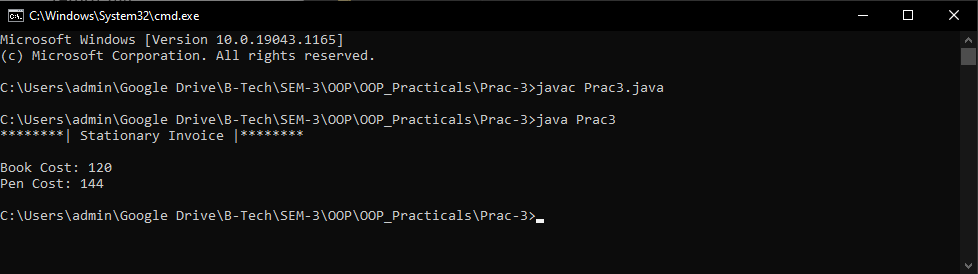 C:\Windows\System32\cmd.exe
Microsoft Windows [Version 10.0.19043.1165]
(c) Microsoft Corporation. All rights reserved.
C:\Users\admin\Google Drive\B-Tech\SEM-3\OOP\OOP_Practicals\Prac-3>javac Prac3.java
C:\Users\admin\Google Drive\B-Tech\SEM-3\OOP\OOP_Practicals\Prac-3>java Prac3
********| Stationary Invoice |********
Book Cost: 120
Pen Cost: 144
C:\Users\admin\Google Drive\B-Tech\SEM-3\OOP\OOP_Practicals\Prac-3>